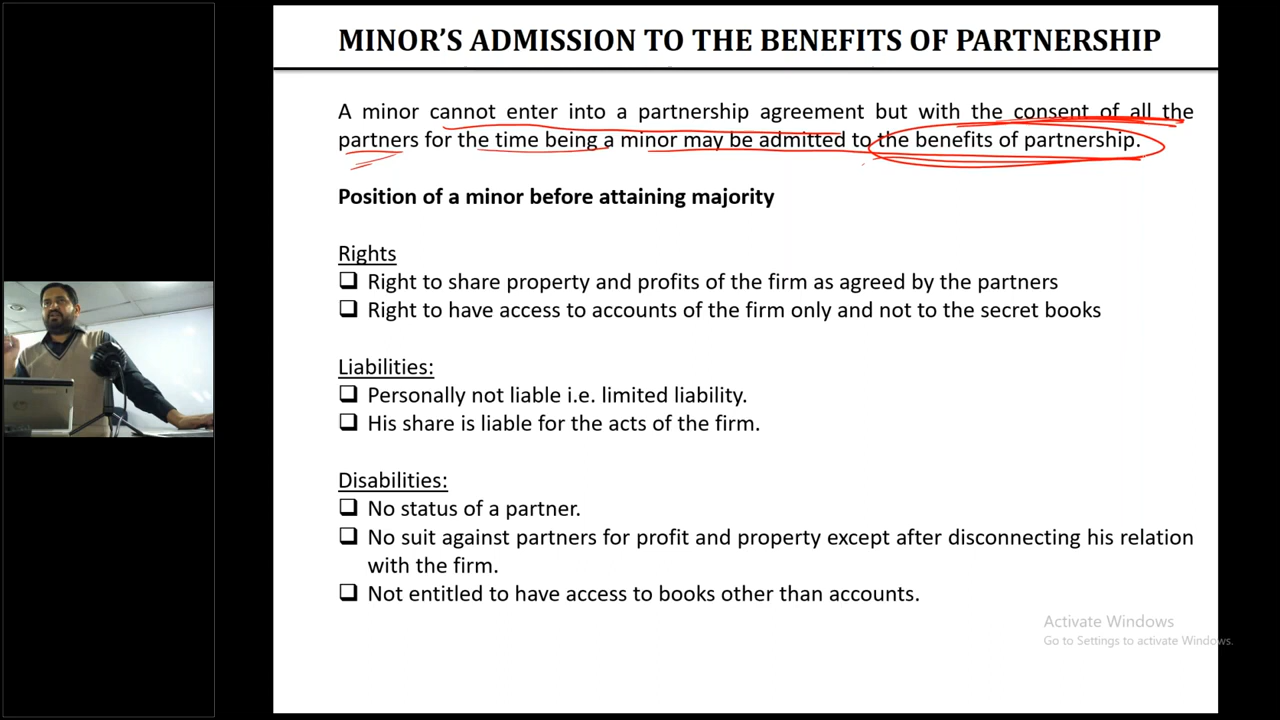 MINOR’S ADMISSION TO THE BENEFITS OF PARTNERSHIP
A minor cannot enter into a partnership agreement but with the consent of all the
partners for the time being a minor may be admitted to the benefits of partnership.
Position of a minor before attaining majority
Rights
❑ Right to share property and profits of the firm as agreed by the partners
❑ Right to have access to accounts of the firm only and not to the secret books
Liabilities:
❑ Personally not liable i.e. limited liability.
❑ His share is liable for the acts of the firm.
Disabilities:
❑ No status of a partner.
❑ No suit against partners for profit and property except after disconnecting his relation
with the firm.
❑ Not entitled to have access to books other than accounts.
Activate Windows
Go to Settings to activate Windows.